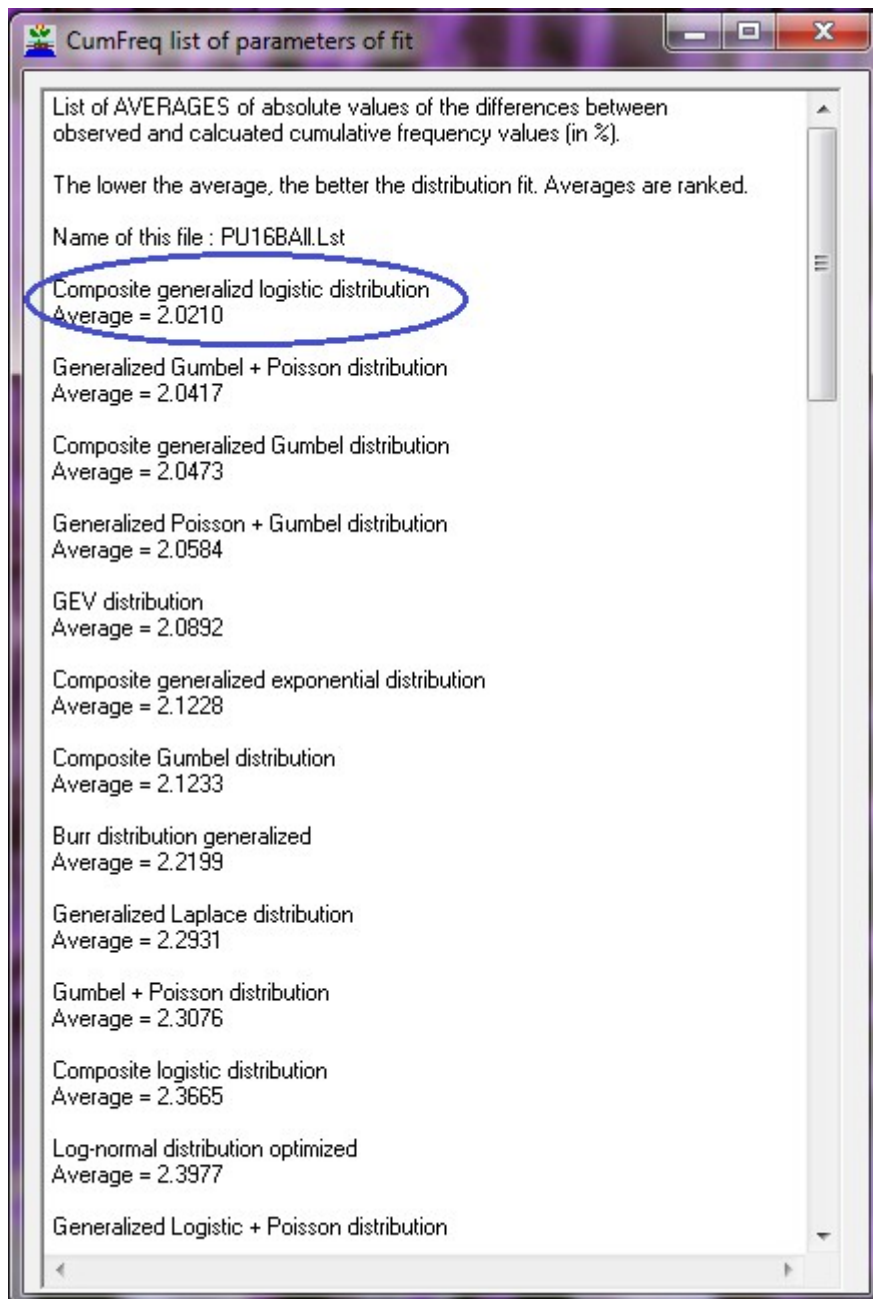 CumFreq list of parameters of fit
List of AVERAGES of absolute values of the differences between
observed and calcuated cumulative frequency values (in %).
The lower the average, the better the distribution fit. Averages are ranked.
Name of this file : PU16BAll.Lst
Composite generalizd logistic distribution
Average = 2.0210
Generalized Gumbel + Poisson distribution
Average = 2.0417
Composite generalized Gumbel distribution
Average = 2.0473
Generalized Poisson + Gumbel distribution
Average = 2.0584
GEV distribution
Average = 2.0892
Composite generalized exponential distribution
Average = 2.1228
Composite Gumbel distribution
Average = 2.1233
Burr distribution generalized
Average = 2.2199
Generalized Laplace distribution
Average = 2.2931
Gumbel + Poisson distribution
Average = 2.3076
Composite logistic distribution
Average = 2.3665
Log-normal distribution optimized
Average = 2.3977
Generalized Logistic + Poisson distribution